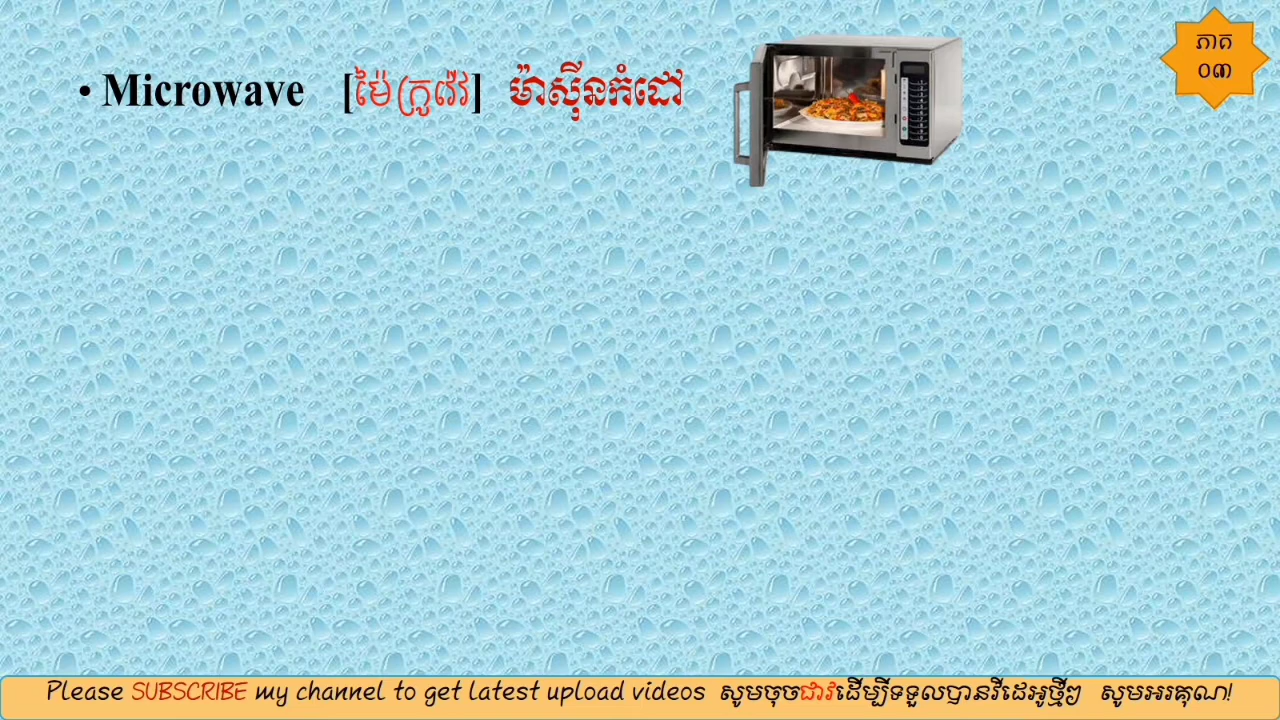 ភាគ
០៣
• Microwave [ម៉ៃក្រូវ៉េវ] ម៉ាស៊ីនកំដៅ
Please SUBSCRIBE my channel to get latest upload videos សូមចុចជាវដើម្បីទទួលបានវីដេអូថ្មីៗ សូមអរគុណ!